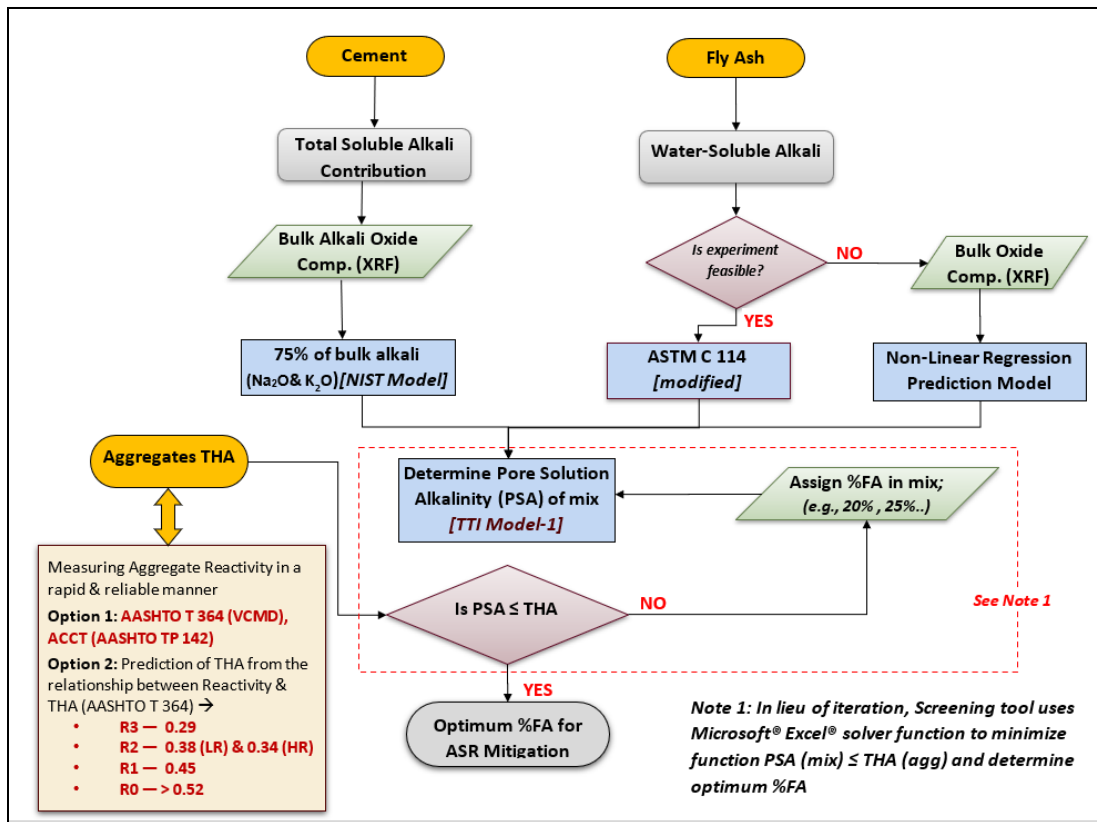 Cement
Fly Ash
Total Soluble Alkali
Contribution
Water-Soluble Alkali
Bulk Alkali Oxide
Comp. (XRF)
Is experiment
feasible?
NO
Bulk Oxide
Comp. (XRF)
YES
75% of bulk alkali
(Na₂O& K₂O)[NIST Model]
ASTM C 114
[modified]
Non-Linear Regression
Prediction Model
Aggregates THA
Determine Pore Solution
Alkalinity (PSA) of mix
[TTI Model-1]
Assign %FA in mix;
(e.g., 20% , 25%..)
Measuring Aggregate Reactivity in a
rapid & reliable manner
Option 1: AASHTO T 364 (VCMD),
ACCT (AASHTO TP 142)
Option 2: Prediction of THA from the
relationship between Reactivity &
THA (AASHTO T 364) →
• R3 — 0.29
• R2 — 0.38 (LR) & 0.34 (HR)
• R1 — 0.45
• R0 — > 0.52
Is PSA ≤ THA
NO
See Note 1
YES
Optimum %FA for
ASR Mitigation
Note 1: In lieu of iteration, Screening tool uses
Microsoft® Excel® solver function to minimize
function PSA (mix) ≤ THA (agg) and determine
optimum %FA